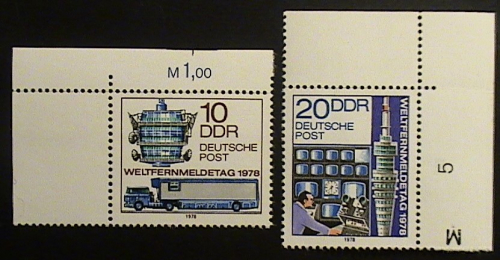 M 1,00
10
DDR
DEUTSCHE
POST
WELTFERNMELDETAG 1978
1978
20 DDR
DEUTSCHE
POST
WELTFERNMELDETAG 1978
1978
5
M